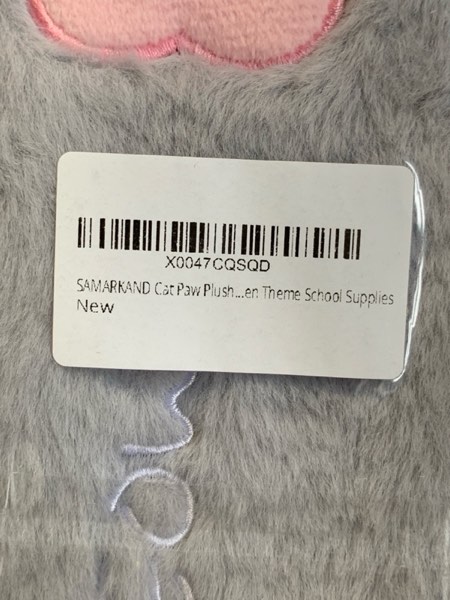 X0047CQSQD
SAMARKAND Cat Paw Plush...en Theme School Supplies
New